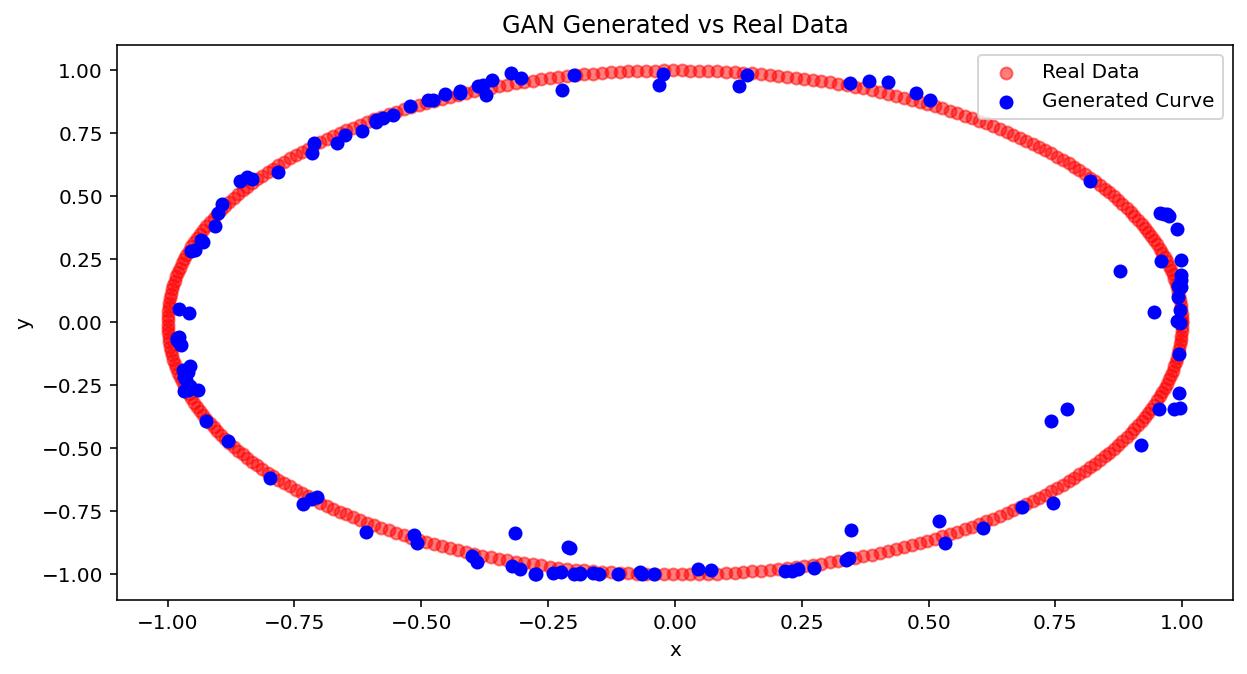 GAN Generated vs Real Data
Real Data
Generated Curve
1.00
0.75
0.50
0.25
0.00
−0.25
−0.50
−0.75
−1.00
y
−1.00 −0.75 −0.50 −0.25 0.00 0.25 0.50 0.75 1.00
x